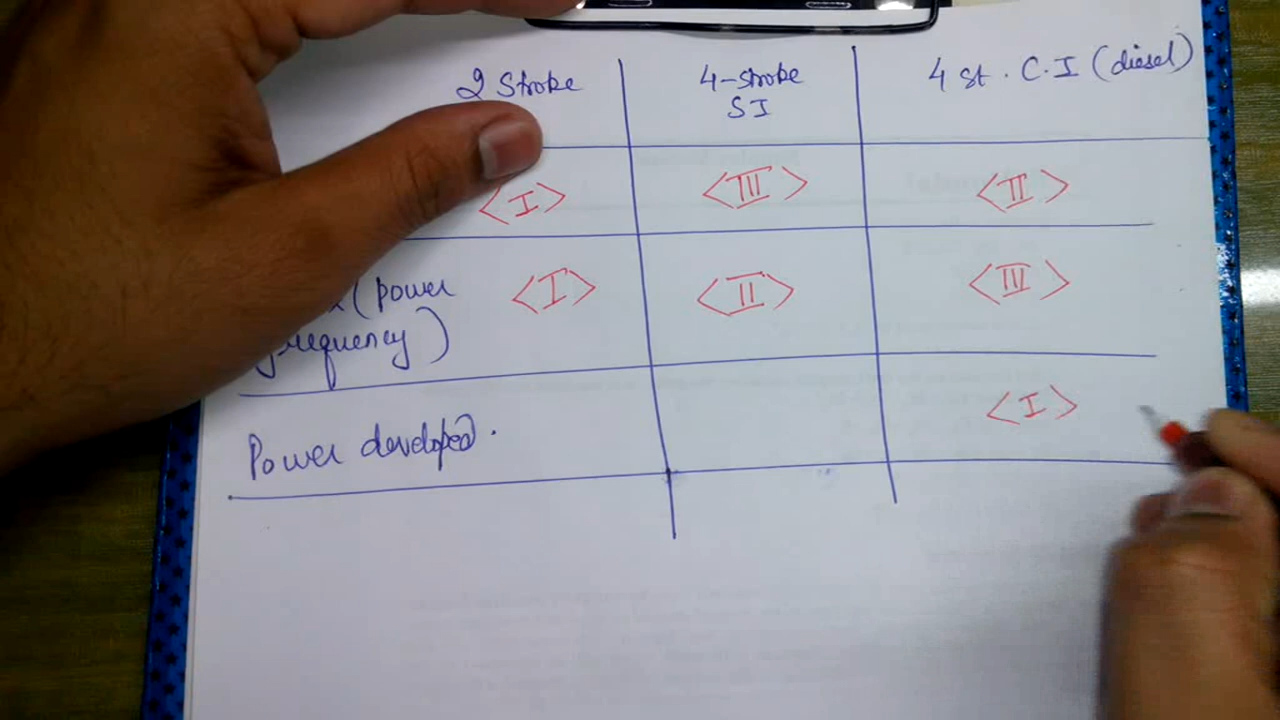 2 Stroke
4-stroke
SI
4 st. C.I (diesel)
<I>
<III>
<II>
(power
frequency)
<I>
<II>
<III>
Power developed.
<I>